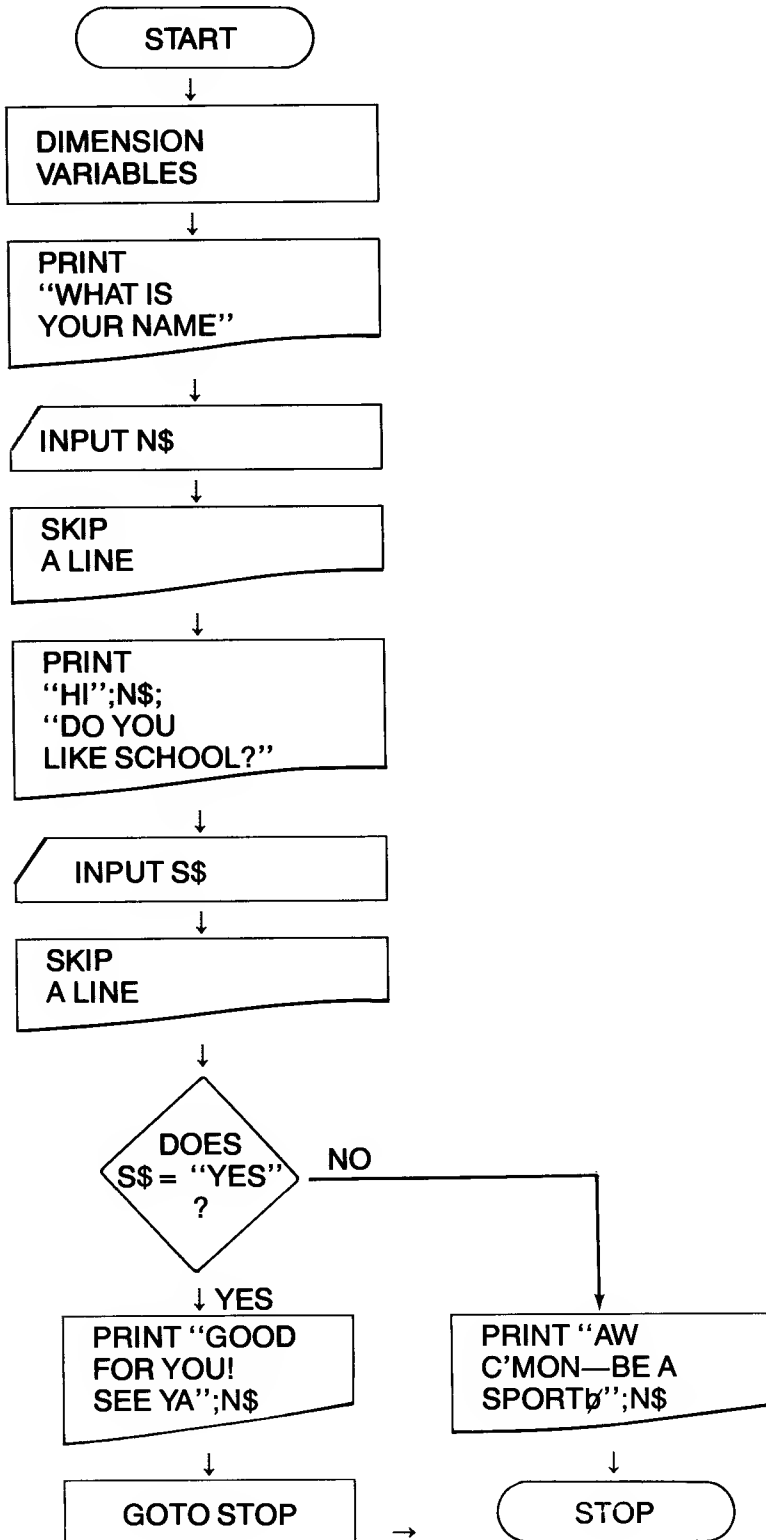 START
↓
DIMENSION
VARIABLES
↓
PRINT
“WHAT IS
YOUR NAME”
↓
INPUT N$
↓
SKIP
A LINE
↓
PRINT
“HI”;N$;
“DO YOU
LIKE SCHOOL?”
↓
INPUT S$
↓
SKIP
A LINE
↓
DOES
S$ = “YES”
?
NO
↓ YES
PRINT “GOOD
FOR YOU!
SEE YA”;N$
↓
GOTO STOP
→
PRINT “AW
C’MON—BE A
SPORTb̸”;N$
↓
STOP